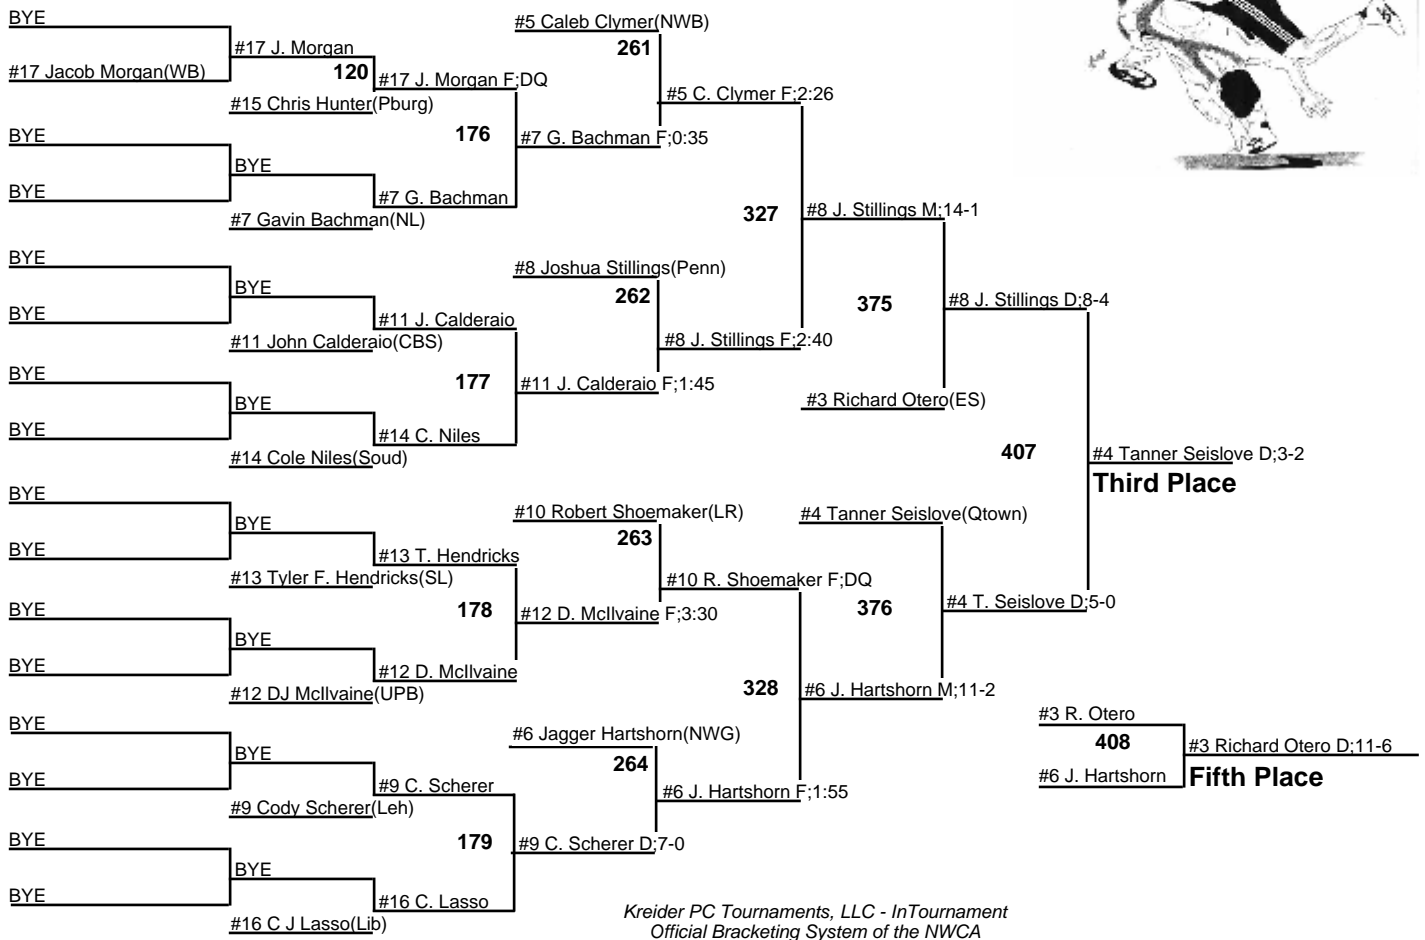 BYE
#5 Caleb Clymer(NWB)
261
#17 J. Morgan
#17 Jacob Morgan(WB)
120
#17 J. Morgan F;DQ
#5 C. Clymer F;2:26
#15 Chris Hunter(Pburg)
BYE
176
#7 G. Bachman F;0:35
BYE
BYE
#7 G. Bachman
#7 Gavin Bachman(NL)
327
#8 J. Stillings M;14-1
BYE
#8 Joshua Stillings(Penn)
BYE
262
375
#8 J. Stillings D;8-4
BYE
#11 J. Calderaio
#11 John Calderaio(CBS)
#8 J. Stillings F;2:40
BYE
177
#11 J. Calderaio F;1:45
#3 Richard Otero(ES)
BYE
BYE
#14 C. Niles
#14 Cole Niles(Soud)
407
#4 Tanner Seislove D;3-2
Third Place
BYE
#10 Robert Shoemaker(LR)
#4 Tanner Seislove(Qtown)
BYE
263
BYE
#13 T. Hendricks
#13 Tyler F. Hendricks(SL)
#10 R. Shoemaker F;DQ
376
#4 T. Seislove D;5-0
BYE
178
#12 D. McIlvaine F;3:30
BYE
BYE
#12 D. McIlvaine
#12 DJ McIlvaine(UPB)
328
#6 J. Hartshorn M;11-2
BYE
#6 Jagger Hartshorn(NWG)
#3 R. Otero
408
#3 Richard Otero D;11-6
BYE
264
#6 J. Hartshorn
Fifth Place
BYE
#9 C. Scherer
#6 J. Hartshorn F;1:55
#9 Cody Scherer(Leh)
BYE
179
#9 C. Scherer D;7-0
BYE
BYE
#16 C. Lasso
#16 C J Lasso(Lib)
Kreider PC Tournaments, LLC - InTournament
Official Bracketing System of the NWCA